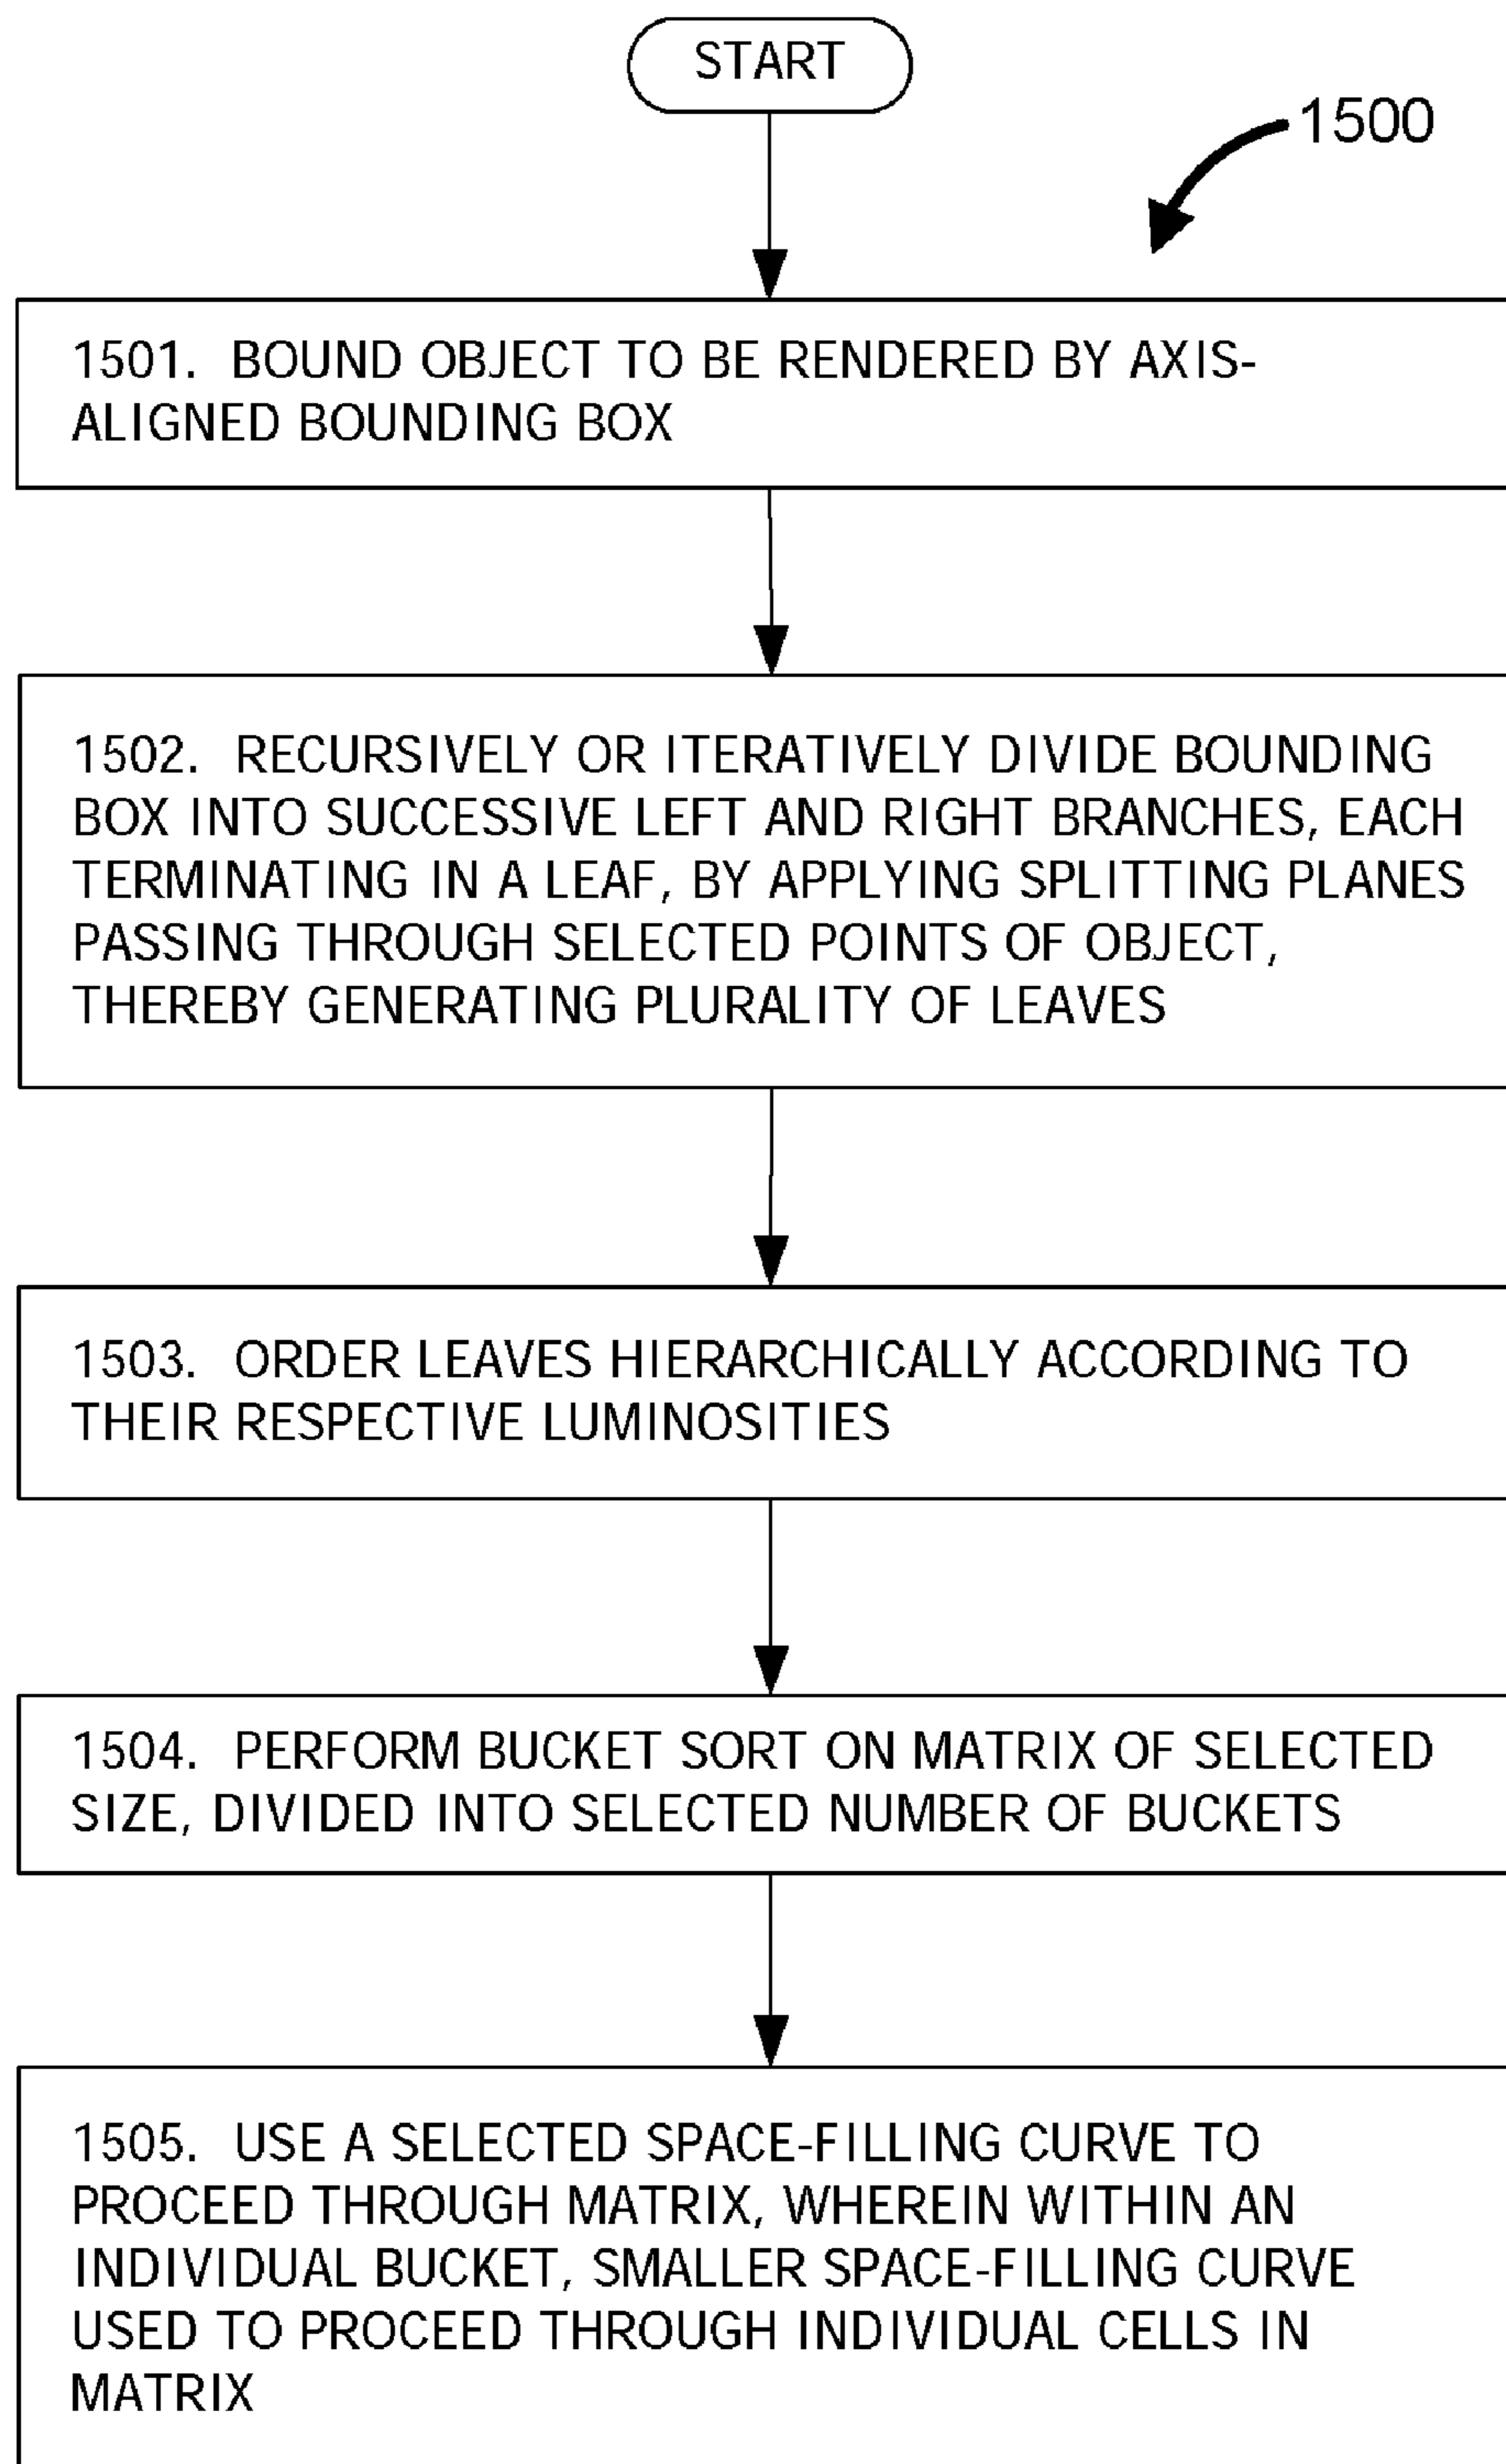 START
1500
1501. BOUND OBJECT TO BE RENDERED BY AXIS-
ALIGNED BOUNDING BOX
1502. RECURSIVELY OR ITERATIVELY DIVIDE BOUNDING
BOX INTO SUCCESSIVE LEFT AND RIGHT BRANCHES, EACH
TERMINATING IN A LEAF, BY APPLYING SPLITTING PLANES
PASSING THROUGH SELECTED POINTS OF OBJECT,
THEREBY GENERATING PLURALITY OF LEAVES
1503. ORDER LEAVES HIERARCHICALLY ACCORDING TO
THEIR RESPECTIVE LUMINOSITIES
1504. PERFORM BUCKET SORT ON MATRIX OF SELECTED
SIZE, DIVIDED INTO SELECTED NUMBER OF BUCKETS
1505. USE A SELECTED SPACE-FILLING CURVE TO
PROCEED THROUGH MATRIX, WHEREIN WITHIN AN
INDIVIDUAL BUCKET, SMALLER SPACE-FILLING CURVE
USED TO PROCEED THROUGH INDIVIDUAL CELLS IN
MATRIX